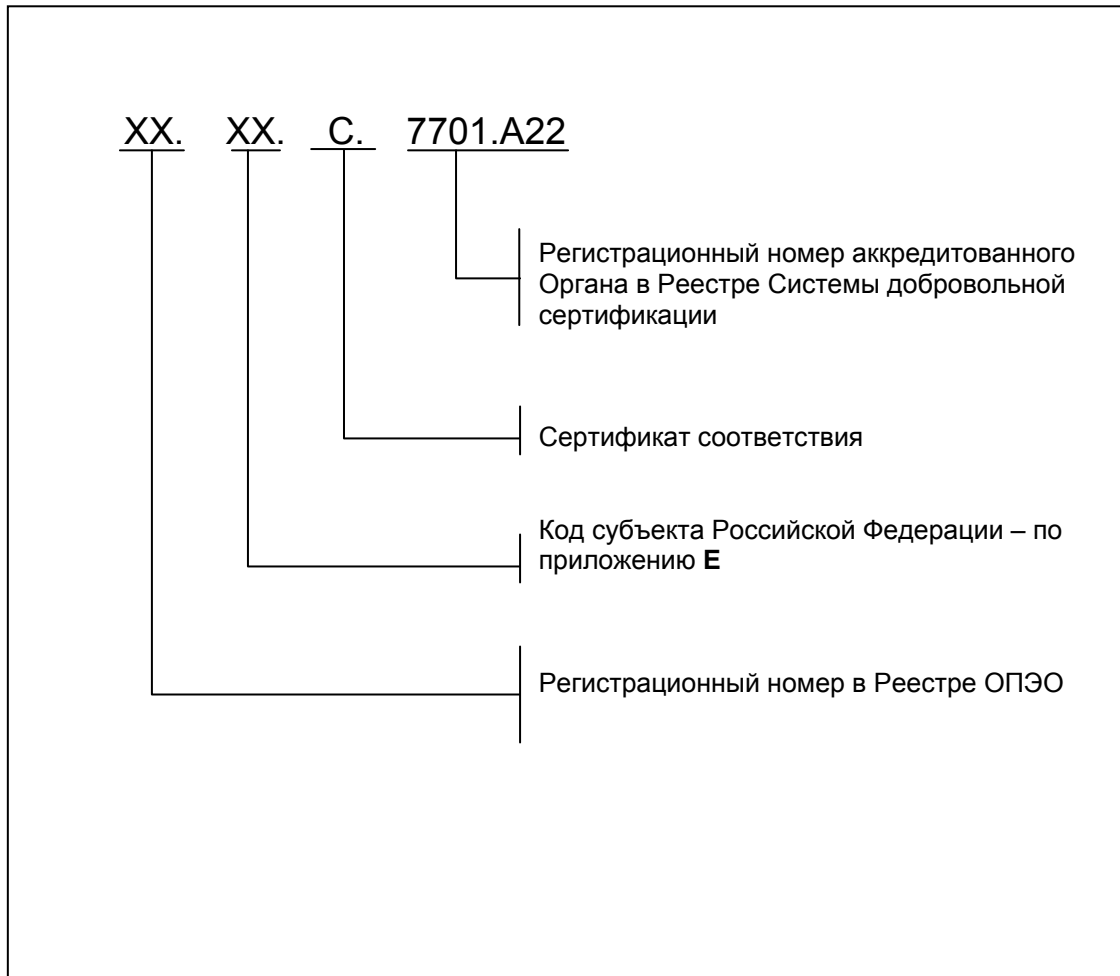 XX. XX. С. 7701.А22
Регистрационный номер аккредитованного
Органа в Реестре Системы добровольной
сертификации
Сертификат соответствия
Код субъекта Российской Федерации – по
приложению Е
Регистрационный номер в Реестре ОПЭО